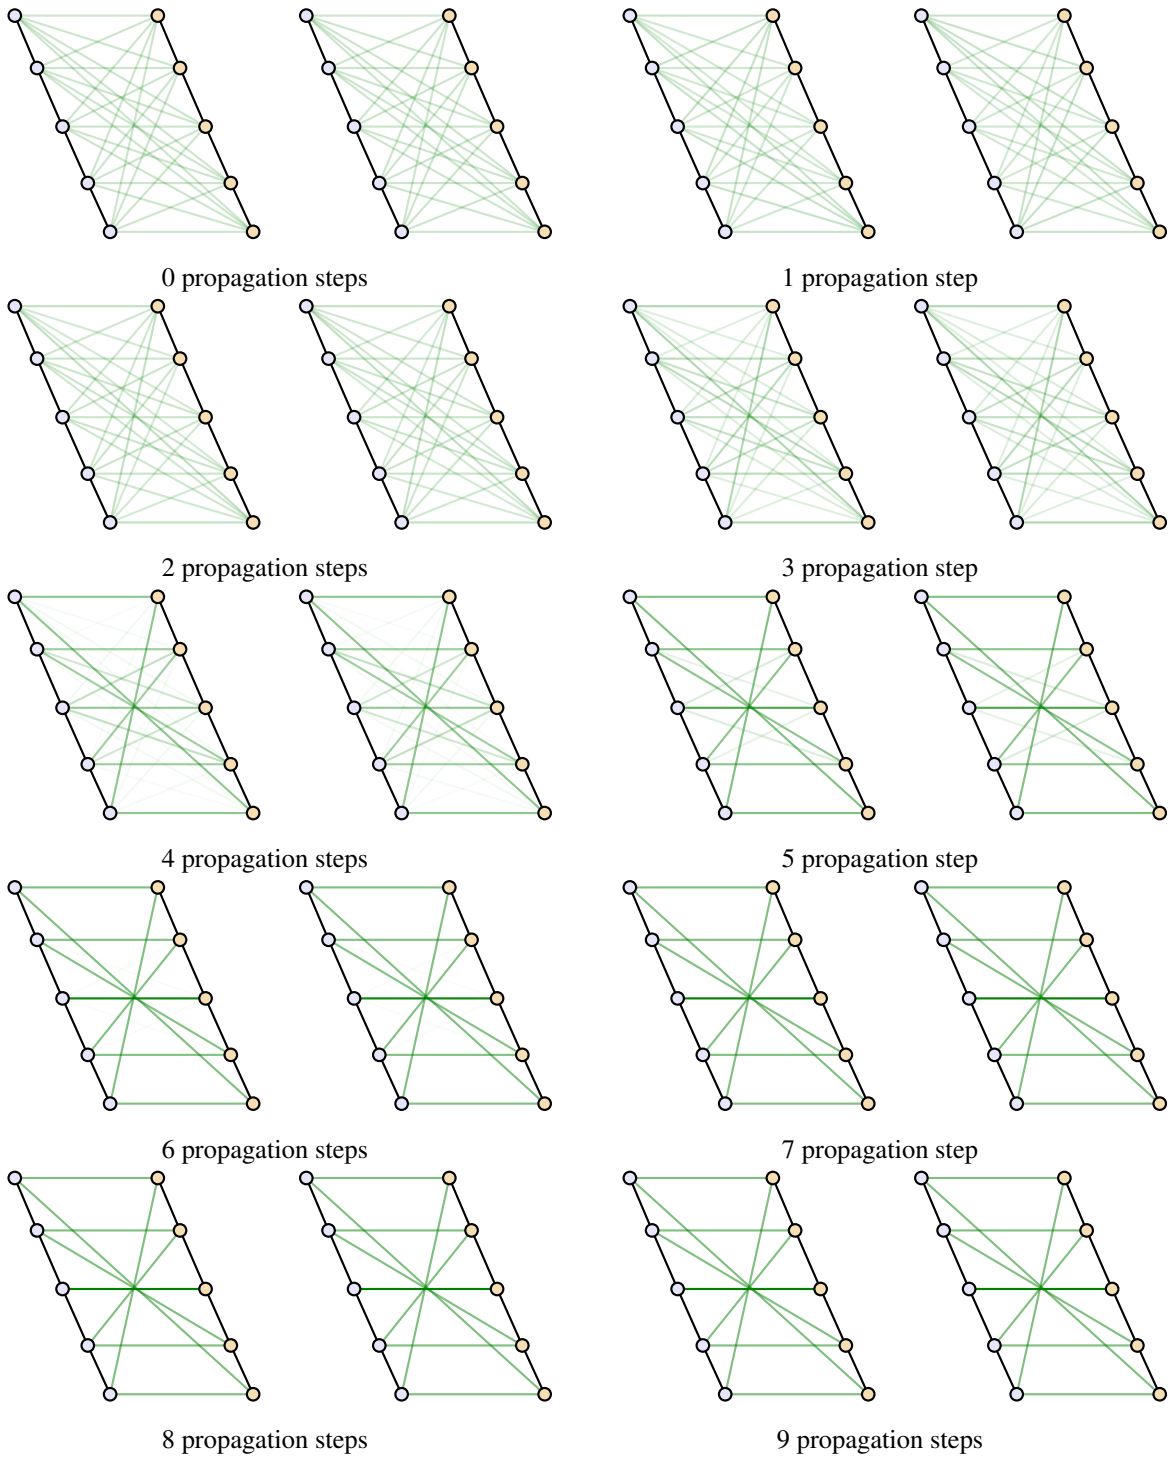 0 propagation steps
1 propagation step
2 propagation steps
3 propagation step
4 propagation steps
5 propagation step
6 propagation steps
7 propagation step
8 propagation steps
9 propagation steps